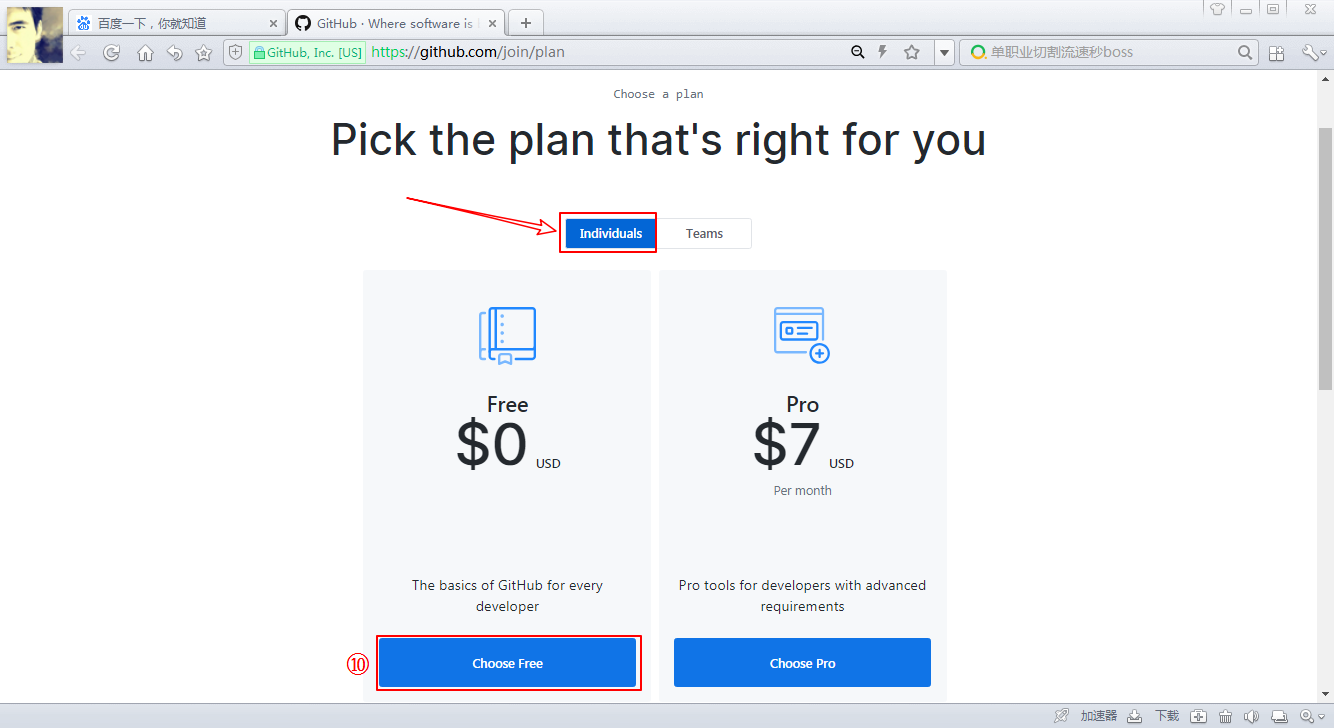 百度一下，你就知道
GitHub · Where software is
GitHub, Inc. [US]
https://github.com/join/plan
单职业切割流速秒boss
Choose a plan
Pick the plan that's right for you
Individuals
Teams
Free
$0 USD
The basics of GitHub for every
developer
Choose Free
Pro
$7 USD
Per month
Pro tools for developers with advanced
requirements
Choose Pro
⑩
加速器
下载